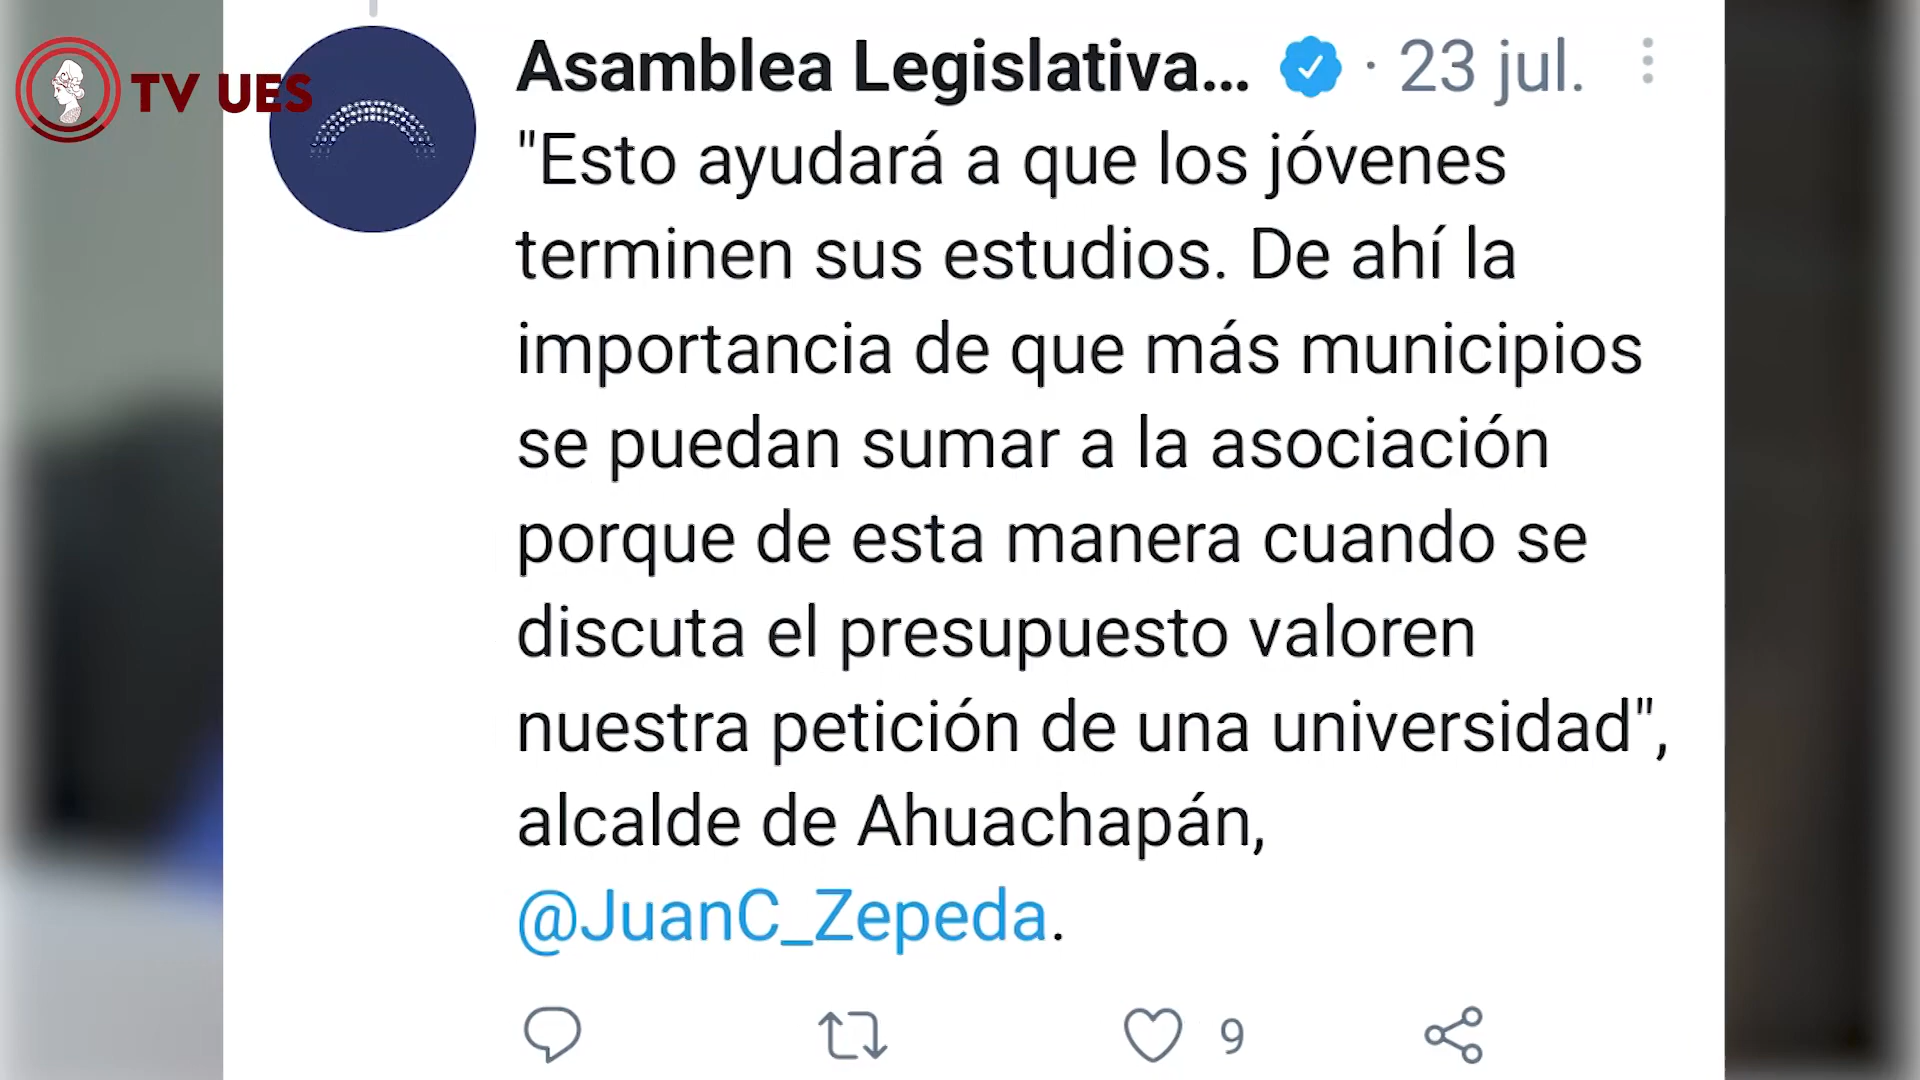 TV UES
Asamblea Legislativa... · 23 jul.
"Esto ayudará a que los jóvenes
terminen sus estudios. De ahí la
importancia de que más municipios
se puedan sumar a la asociación
porque de esta manera cuando se
discuta el presupuesto valoren
nuestra petición de una universidad",
alcalde de Ahuachapán,
@JuanC_Zepeda.
9